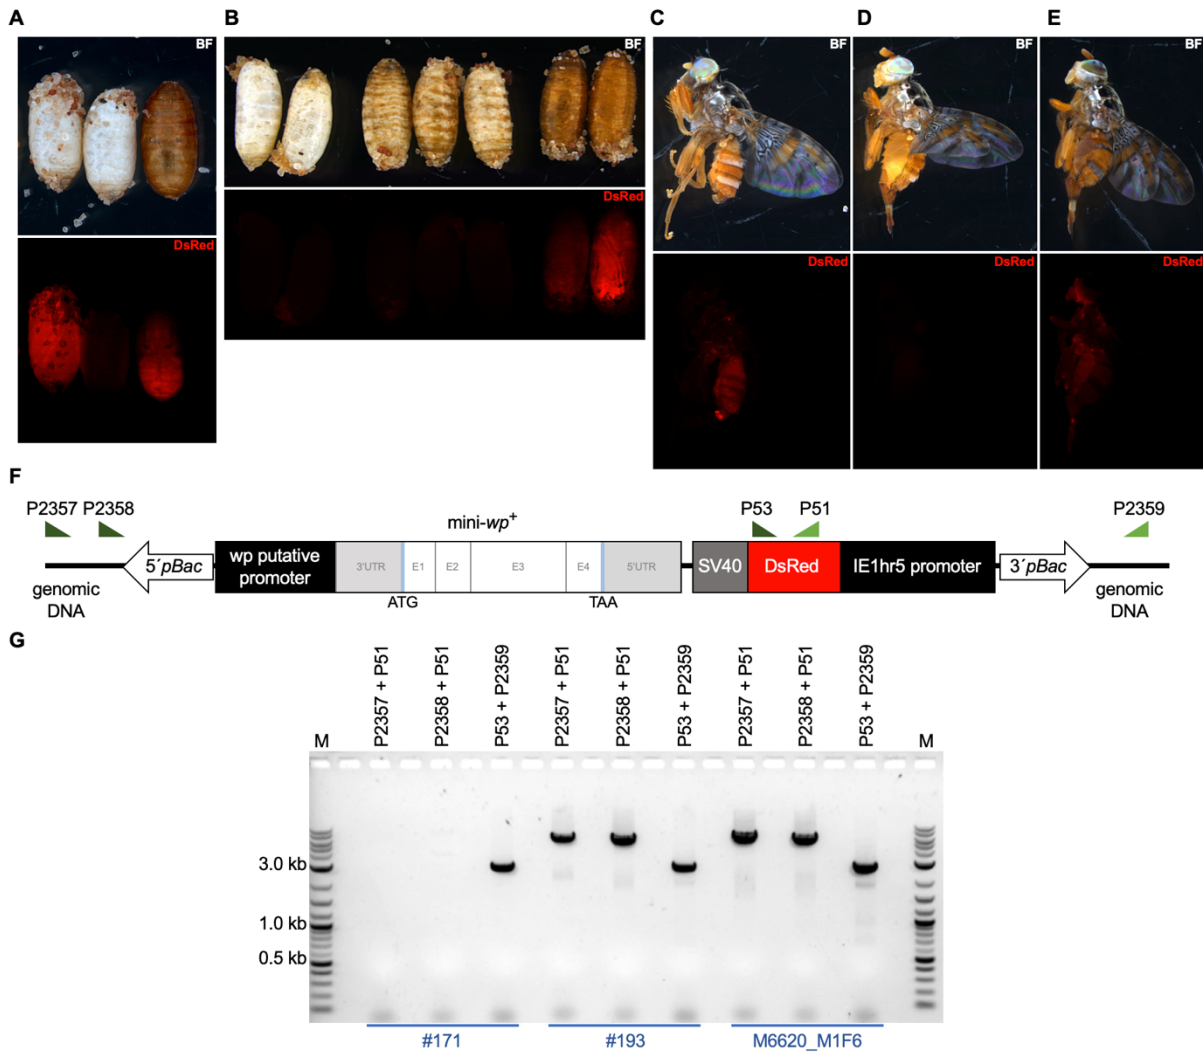 A
B
C
D
E
BF
BF
BF
BF
BF
DsRed
DsRed
DsRed
DsRed
DsRed
F
P2357
P2358
mini-wp+
P53
P51
P2359
5´pBac
wp putative
promoter
3'UTR
E1
E2
E3
E4
5'UTR
SV40
DsRed
IE1hr5 promoter
3´pBac
genomic
DNA
ATG
TAA
genomic
DNA
G
M
P2357 + P51
P2358 + P51
P53 + P2359
P2357 + P51
P2358 + P51
P53 + P2359
P2357 + P51
P2358 + P51
P53 + P2359
M
3.0 kb
1.0 kb
0.5 kb
#171
#193
M6620_M1F6